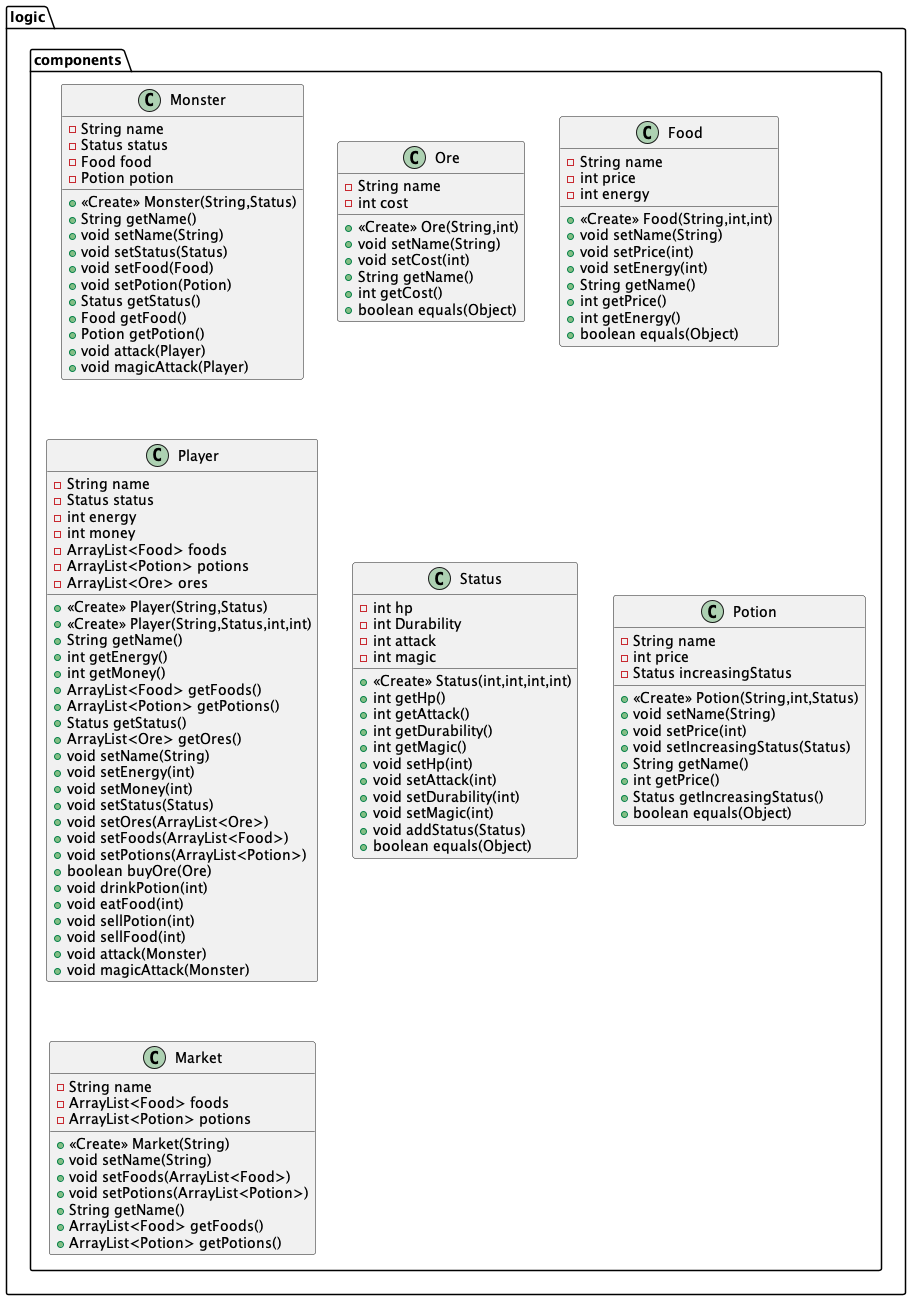 logic
components
C Monster
String name
Status status
Food food
Potion potion
«Create» Monster(String,Status)
String getName()
void setName(String)
void setStatus(Status)
void setFood(Food)
void setPotion(Potion)
Status getStatus()
Food getFood()
Potion getPotion()
void attack(Player)
void magicAttack(Player)
C Ore
String name
int cost
«Create» Ore(String,int)
void setName(String)
void setCost(int)
String getName()
int getCost()
boolean equals(Object)
C Food
String name
int price
int energy
«Create» Food(String,int,int)
void setName(String)
void setPrice(int)
void setEnergy(int)
String getName()
int getPrice()
int getEnergy()
boolean equals(Object)
C Player
String name
Status status
int energy
int money
ArrayList<Food> foods
ArrayList<Potion> potions
ArrayList<Ore> ores
«Create» Player(String,Status)
«Create» Player(String,Status,int,int)
String getName()
int getEnergy()
int getMoney()
ArrayList<Food> getFoods()
ArrayList<Potion> getPotions()
Status getStatus()
ArrayList<Ore> getOres()
void setName(String)
void setEnergy(int)
void setMoney(int)
void setStatus(Status)
void setOres(ArrayList<Ore>)
void setFoods(ArrayList<Food>)
void setPotions(ArrayList<Potion>)
boolean buyOre(Ore)
void drinkPotion(int)
void eatFood(int)
void sellPotion(int)
void sellFood(int)
void attack(Monster)
void magicAttack(Monster)
C Status
int hp
int Durability
int attack
int magic
«Create» Status(int,int,int,int)
int getHp()
int getAttack()
int getDurability()
int getMagic()
void setHp(int)
void setAttack(int)
void setDurability(int)
void setMagic(int)
void addStatus(Status)
boolean equals(Object)
C Potion
String name
int price
Status increasingStatus
«Create» Potion(String,int,Status)
void setName(String)
void setPrice(int)
void setIncreasingStatus(Status)
String getName()
int getPrice()
Status getIncreasingStatus()
boolean equals(Object)
C Market
String name
ArrayList<Food> foods
ArrayList<Potion> potions
«Create» Market(String)
void setName(String)
void setFoods(ArrayList<Food>)
void setPotions(ArrayList<Potion>)
String getName()
ArrayList<Food> getFoods()
ArrayList<Potion> getPotions()